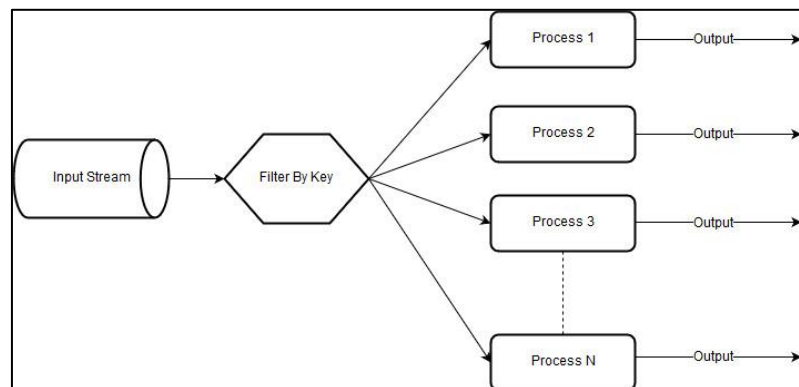 Process 1
Output
Process 2
Output
Input Stream
Filter By Key
Process 3
Output
Process N
Output